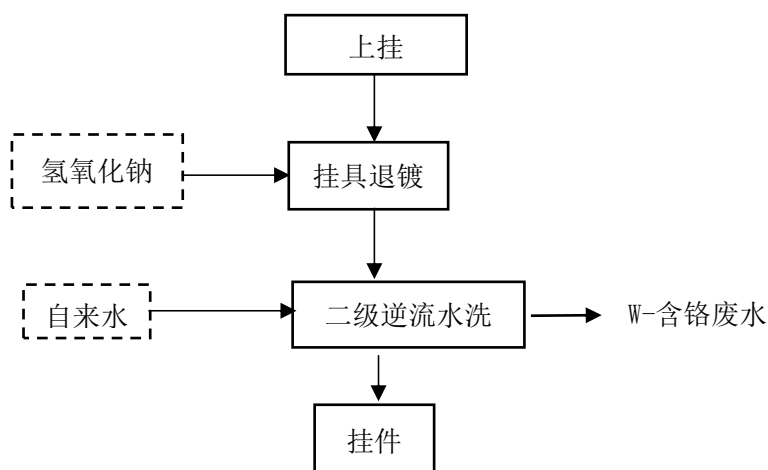 上挂
氢氧化钠
挂具退镀
自来水
二级逆流水洗
W-含铬废水
挂件